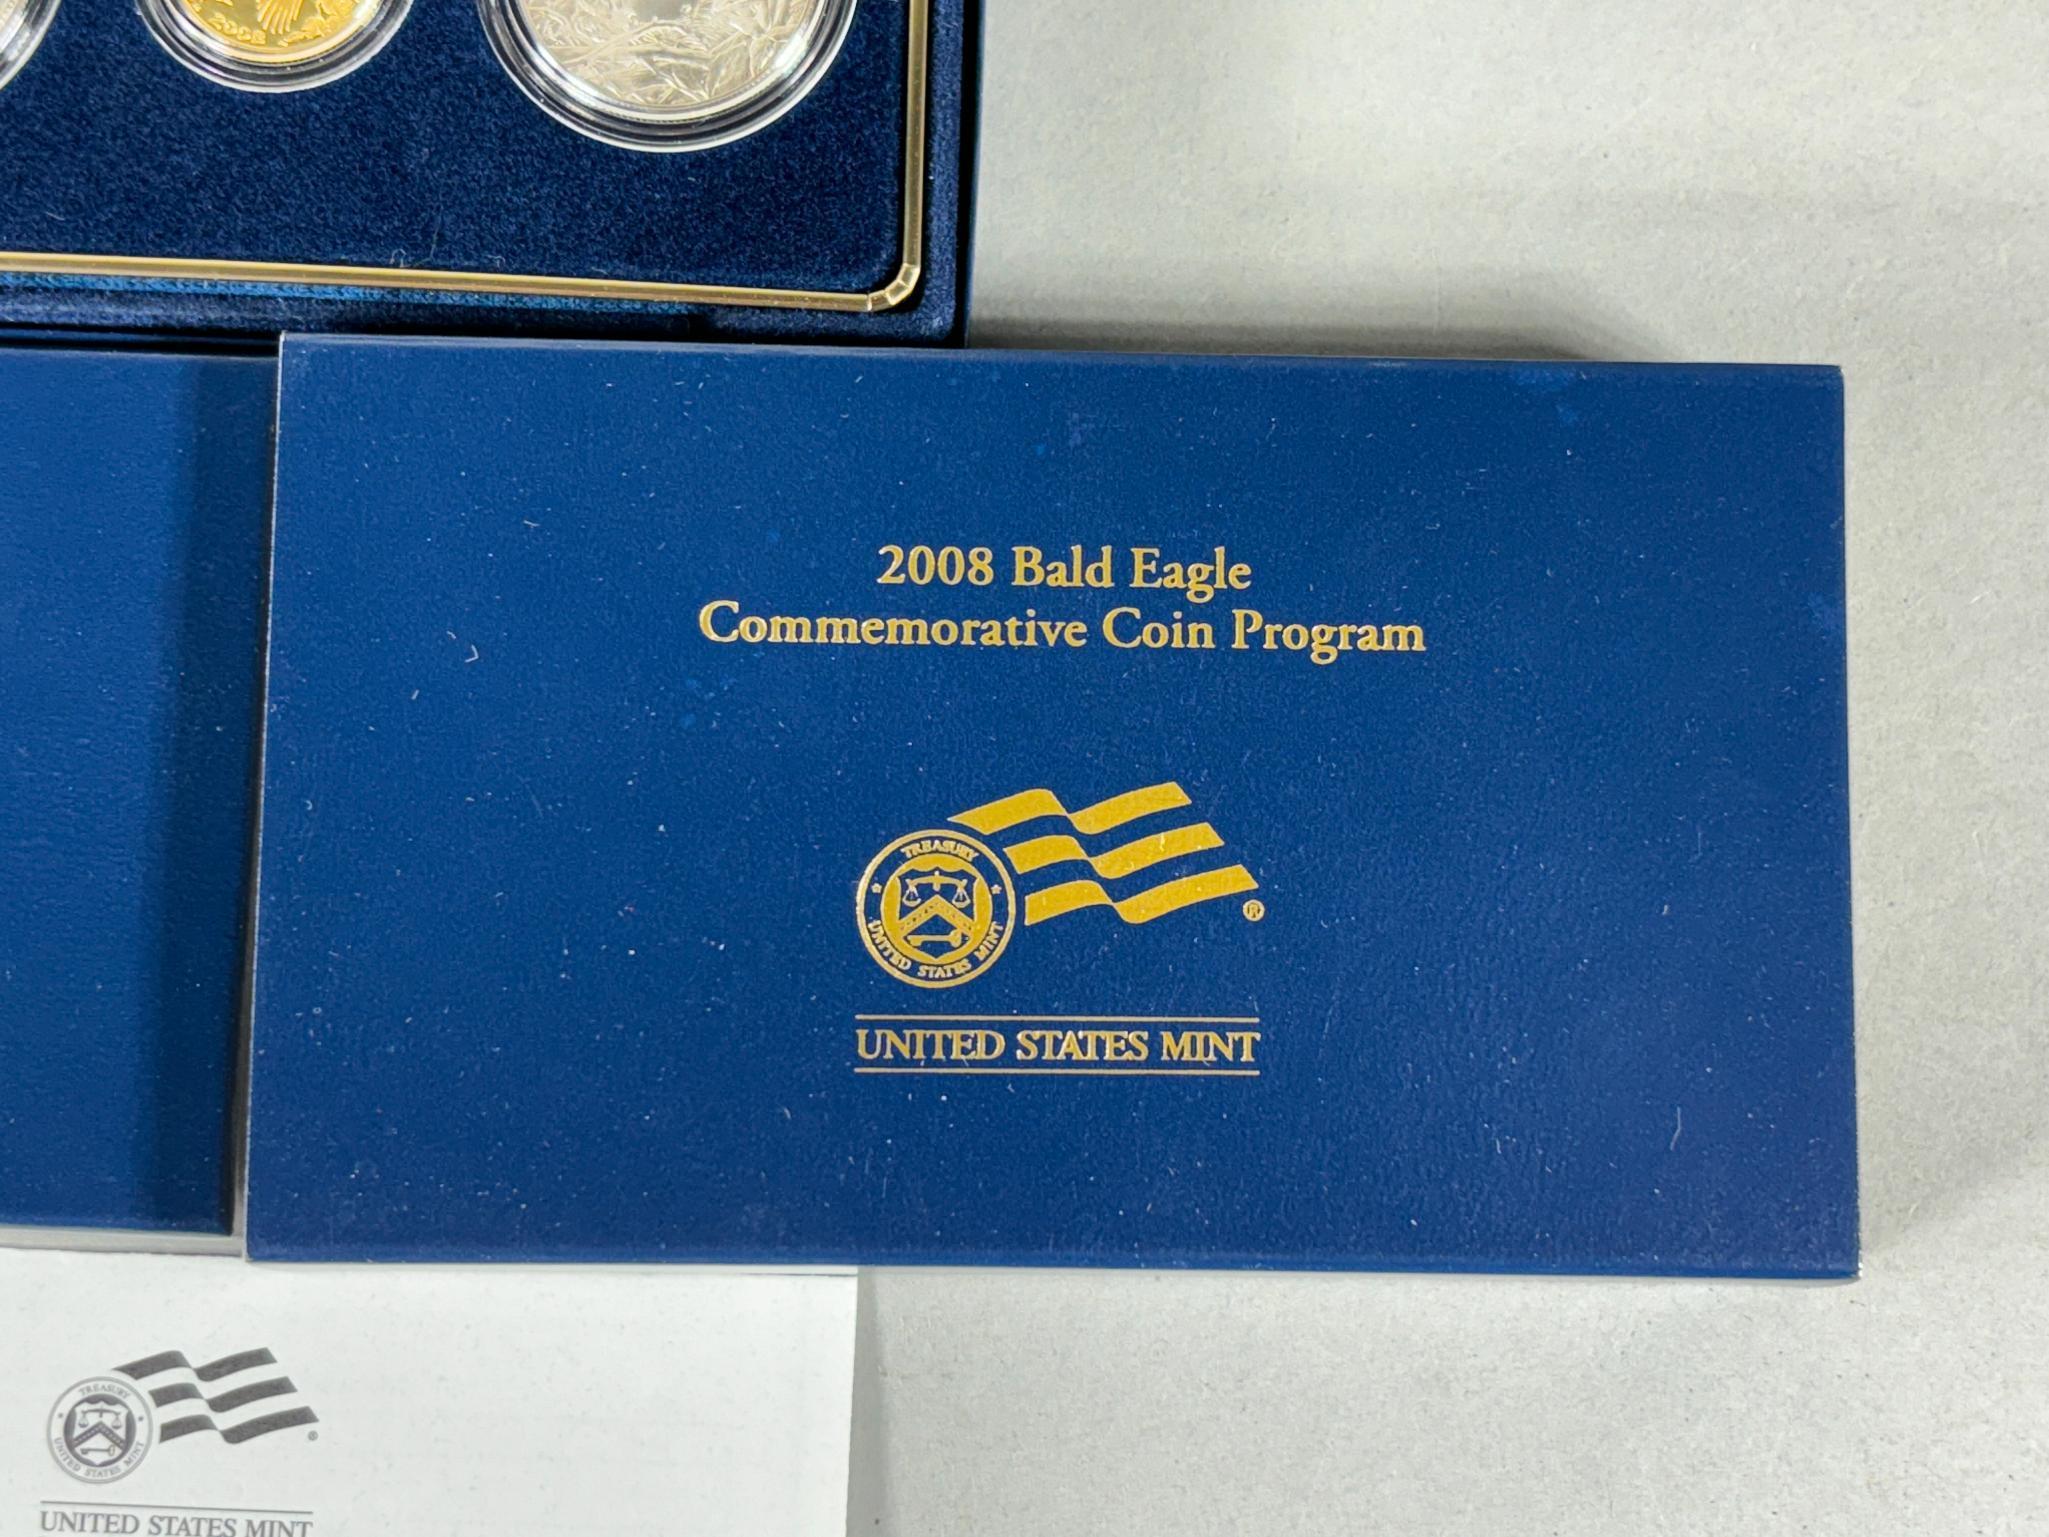 2008
2008 Bald Eagle
Commemorative Coin Program
TREASURY
UNITED STATES MINT
®
UNITED STATES MINT
TREASURY
UNITED STATES MINT
®
UNITED STATES MINT